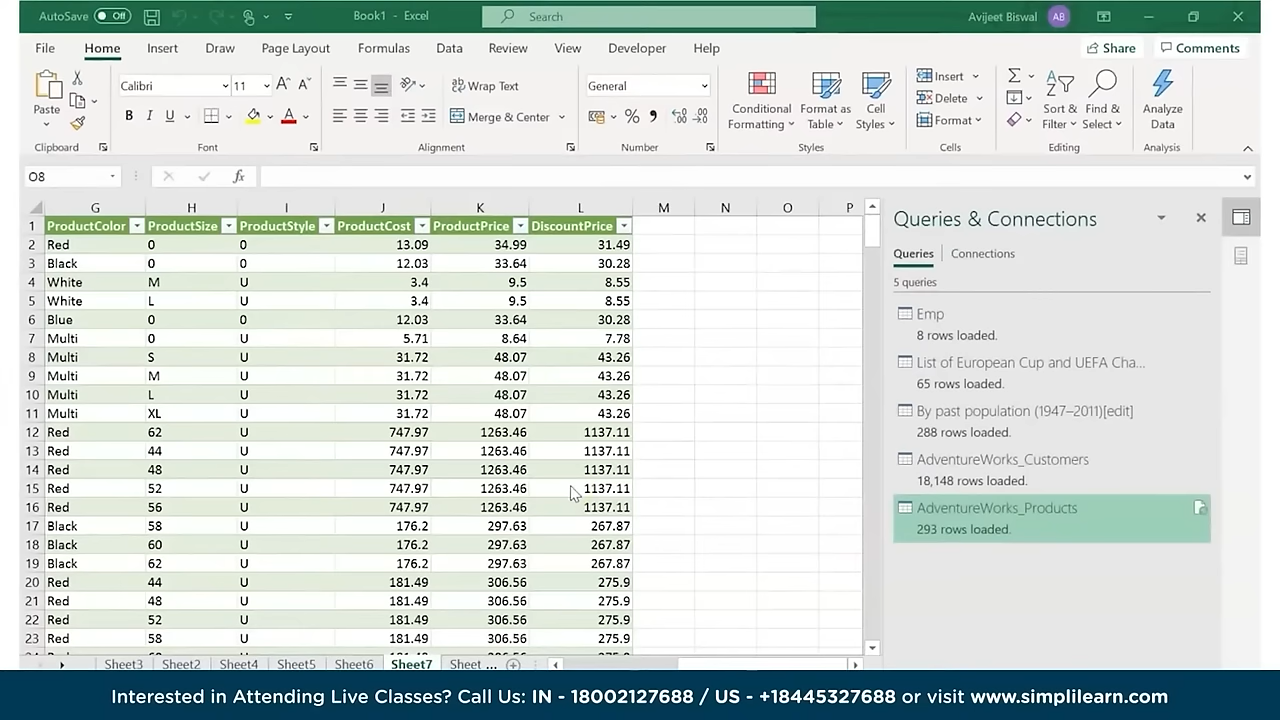 AutoSave Off Book1 - Excel Search Avijeet Biswal AB
File Home Insert Draw Page Layout Formulas Data Review View Developer Help Share Comments
Paste Calibri 11 B I U Wrap Text Merge & Center General Conditional Formatting Format as Table Cell Styles Insert Delete Format Sort & Filter Find & Select Analyze Data
Clipboard Font Alignment Number Styles Cells Editing Analysis
O8 fx
G H I J K L M N O P
1 ProductColor ProductSize ProductStyle ProductCost ProductPrice DiscountPrice
2 Red 0 0 13.09 34.99 31.49
3 Black 0 0 12.03 33.64 30.28
4 White M U 3.4 9.5 8.55
5 White L U 3.4 9.5 8.55
6 Blue 0 0 12.03 33.64 30.28
7 Multi 0 U 5.71 8.64 7.78
8 Multi S U 31.72 48.07 43.26
9 Multi M U 31.72 48.07 43.26
10 Multi L U 31.72 48.07 43.26
11 Multi XL U 31.72 48.07 43.26
12 Red 62 U 747.97 1263.46 1137.11
13 Red 44 U 747.97 1263.46 1137.11
14 Red 48 U 747.97 1263.46 1137.11
15 Red 52 U 747.97 1263.46 1137.11
16 Red 56 U 747.97 1263.46 1137.11
17 Black 58 U 176.2 297.63 267.87
18 Black 60 U 176.2 297.63 267.87
19 Black 62 U 176.2 297.63 267.87
20 Red 44 U 181.49 306.56 275.9
21 Red 48 U 181.49 306.56 275.9
22 Red 52 U 181.49 306.56 275.9
23 Red 58 U 181.49 306.56 275.9
Sheet3 Sheet2 Sheet4 Sheet5 Sheet6 Sheet7 Sheet ...
Queries & Connections
Queries Connections
5 queries
Emp
8 rows loaded.
List of European Cup and UEFA Cha...
65 rows loaded.
By past population (1947–2011)[edit]
288 rows loaded.
AdventureWorks_Customers
18,148 rows loaded.
AdventureWorks_Products
293 rows loaded.
Interested in Attending Live Classes? Call Us: IN - 18002127688 / US - +18445327688 or visit www.simplilearn.com